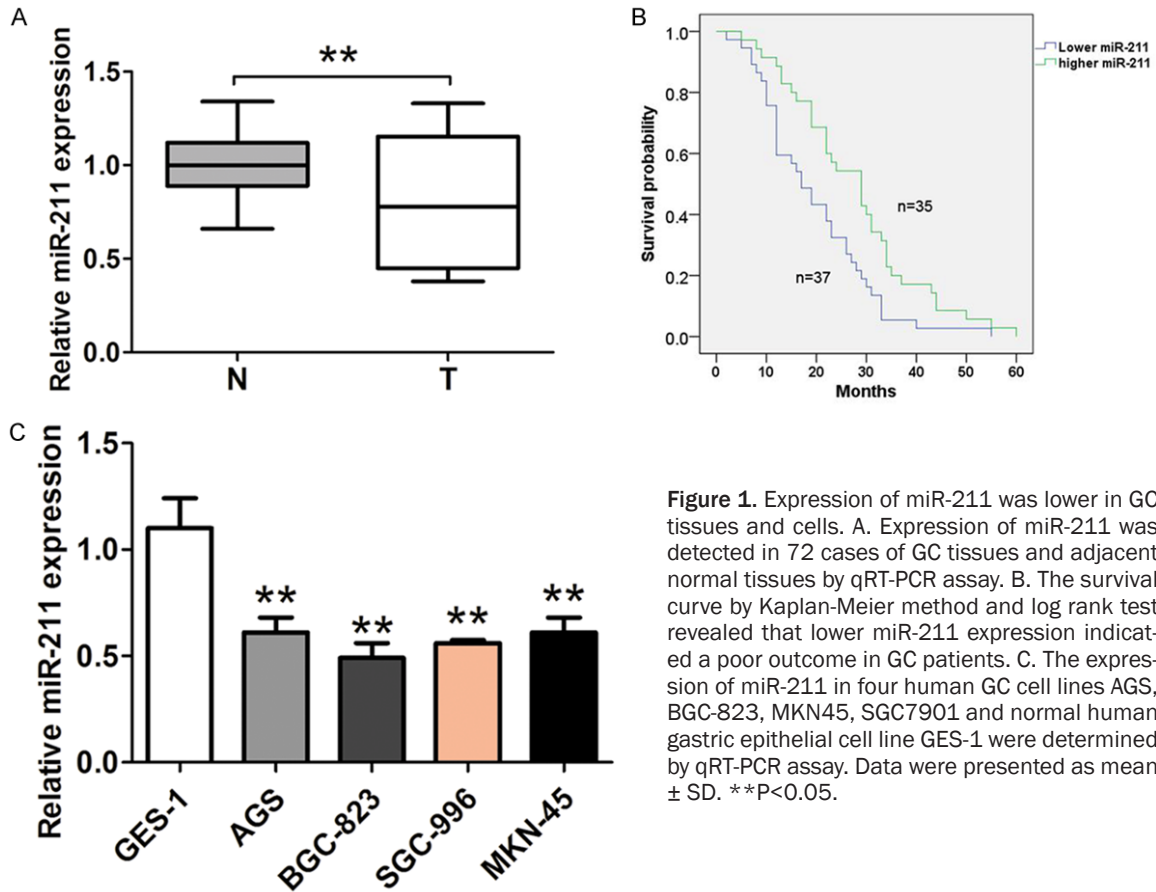 A
**
Relative miR-211 expression
1.5
1.0
0.5
0.0
N
T
B
Survival probability
1.0
0.8
0.6
0.4
0.2
0.0
n=35
n=37
0
10
20
30
40
50
60
Months
Lower miR-211
higher miR-211
C
Relative miR-211 expression
1.5
1.0
0.5
0.0
**
**
**
**
GES-1
AGS
BGC-823
SGC-996
MKN-45
Figure 1. Expression of miR-211 was lower in GC
tissues and cells. A. Expression of miR-211 was
detected in 72 cases of GC tissues and adjacent
normal tissues by qRT-PCR assay. B. The survival
curve by Kaplan-Meier method and log rank test
revealed that lower miR-211 expression indicat-
ed a poor outcome in GC patients. C. The expres-
sion of miR-211 in four human GC cell lines AGS,
BGC-823, MKN45, SGC7901 and normal human
gastric epithelial cell line GES-1 were determined
by qRT-PCR assay. Data were presented as mean
± SD. **P<0.05.